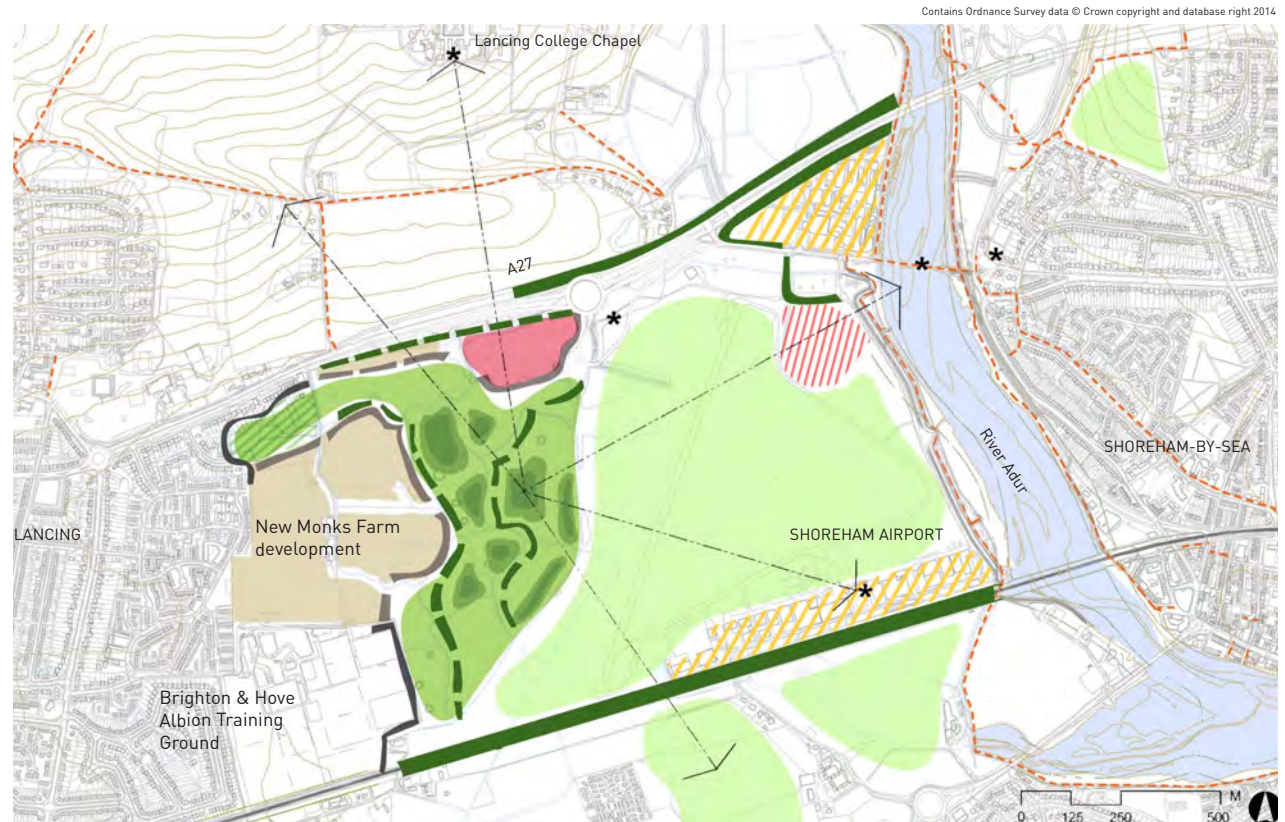 Contains Ordnance Survey data © Crown copyright and database right 2014
Lancing College Chapel
A27
River Adur
SHOREHAM-BY-SEA
New Monks Farm
development
LANCING
SHOREHAM AIRPORT
Brighton & Hove
Albion Training
Ground
M
0 125 250 500